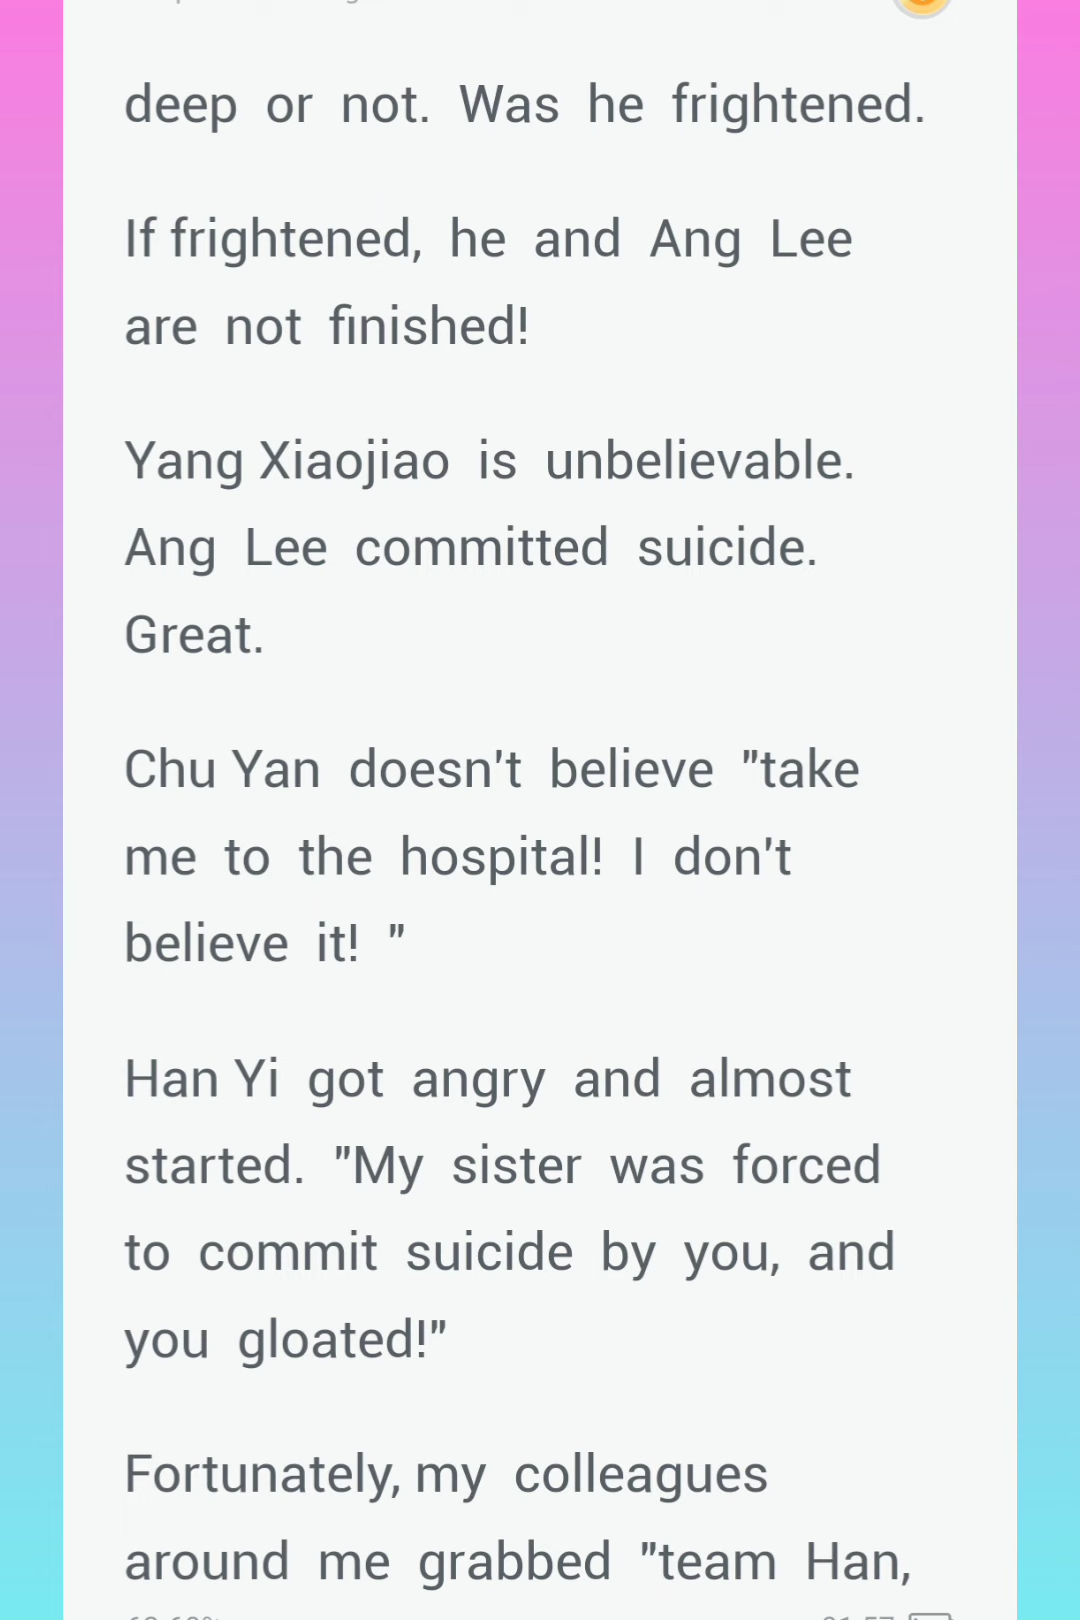 deep or not. Was he frightened.
If frightened, he and Ang Lee
are not finished!
Yang Xiaojiao is unbelievable.
Ang Lee committed suicide.
Great.
Chu Yan doesn't believe "take
me to the hospital! I don't
believe it! "
Han Yi got angry and almost
started. "My sister was forced
to commit suicide by you, and
you gloated!"
Fortunately, my colleagues
around me grabbed "team Han,